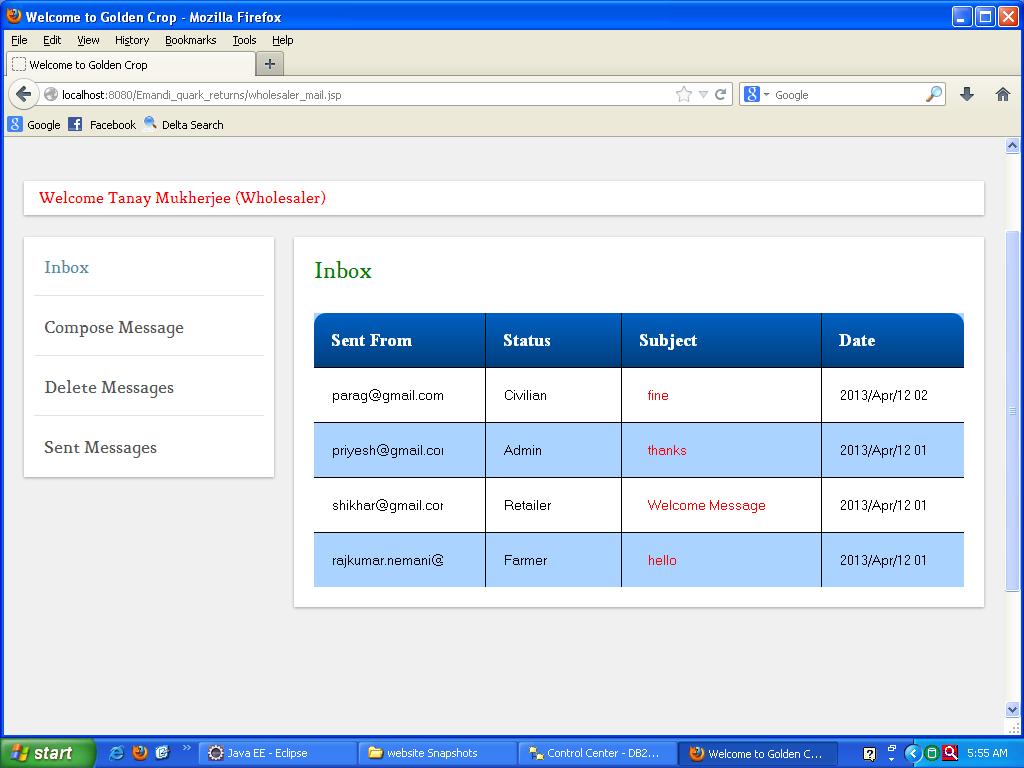 Welcome to Golden Crop - Mozilla Firefox
File Edit View History Bookmarks Tools Help
Welcome to Golden Crop +
localhost:8080/Emandi_quark_returns/wholesaler_mail.jsp
Google
Google Facebook Delta Search
Welcome Tanay Mukherjee (Wholesaler)
Inbox
Compose Message
Delete Messages
Sent Messages
Inbox
Sent From Status Subject Date
parag@gmail.com Civilian fine 2013/Apr/12 02
priyesh@gmail.co Admin thanks 2013/Apr/12 01
shikhar@gmail.cor Retailer Welcome Message 2013/Apr/12 01
rajkumar.nemani@ Farmer hello 2013/Apr/12 01
start Java EE - Eclipse website Snapshots Control Center - DB2... Welcome to Golden C... 5:55 AM